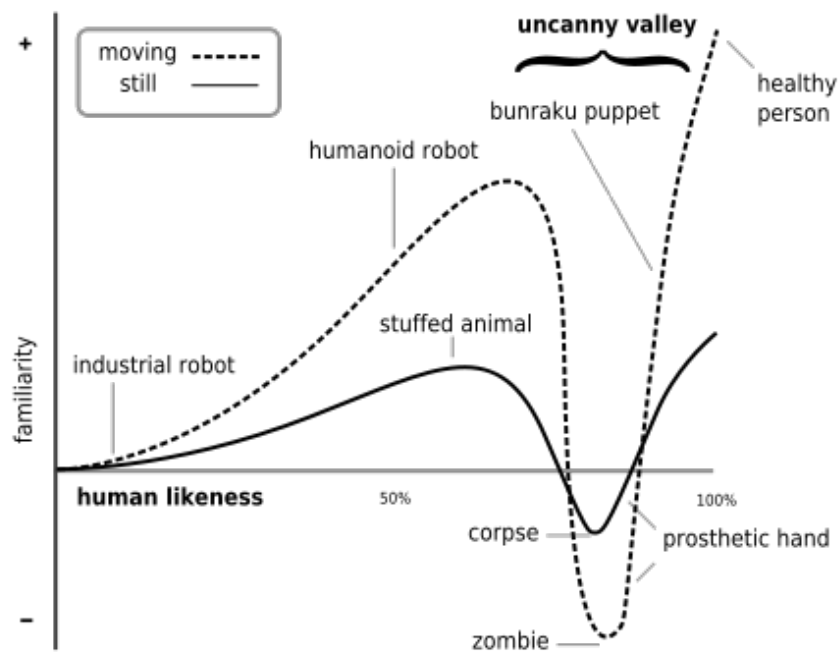 uncanny valley
+
moving
still
healthy
person
bunraku puppet
humanoid robot
stuffed animal
industrial robot
familiarity
human likeness
50%
100%
corpse
prosthetic hand
–
zombie